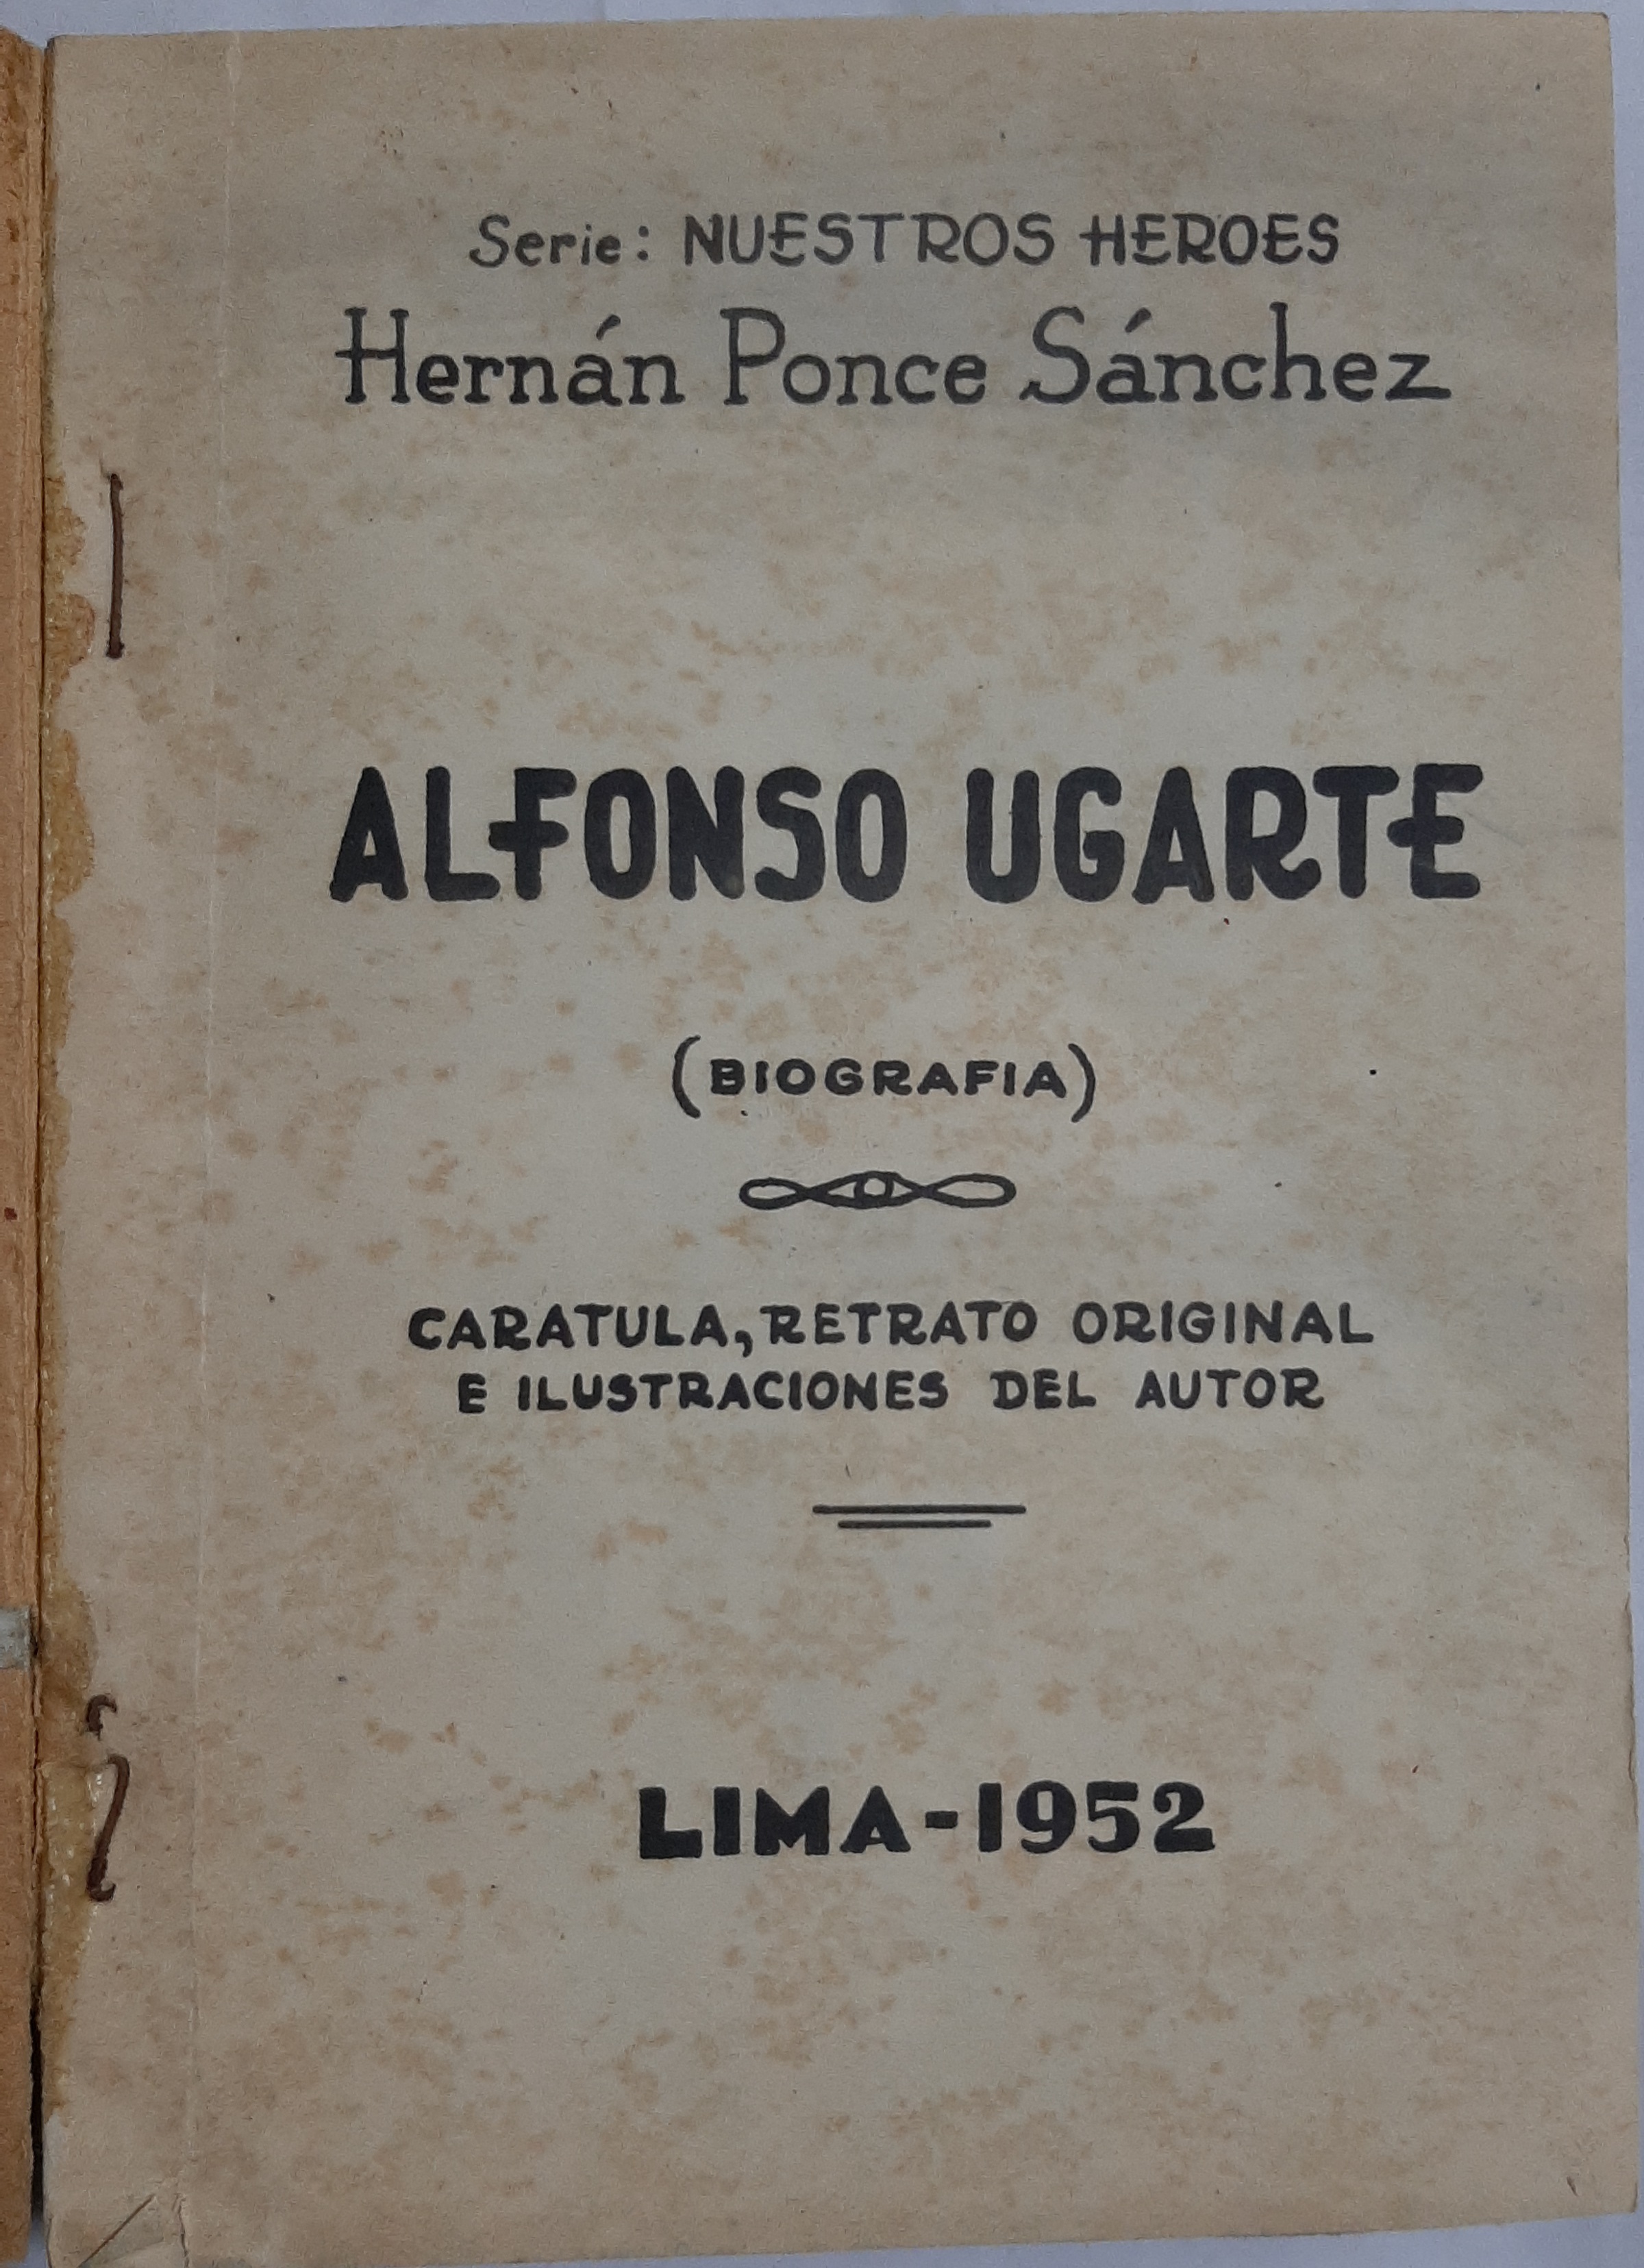 Serie: NUESTROS HEROES
Hernán Ponce Sánchez
ALFONSO UGARTE
(BIOGRAFIA)
CARATULA, RETRATO ORIGINAL
E ILUSTRACIONES DEL AUTOR
LIMA-1952